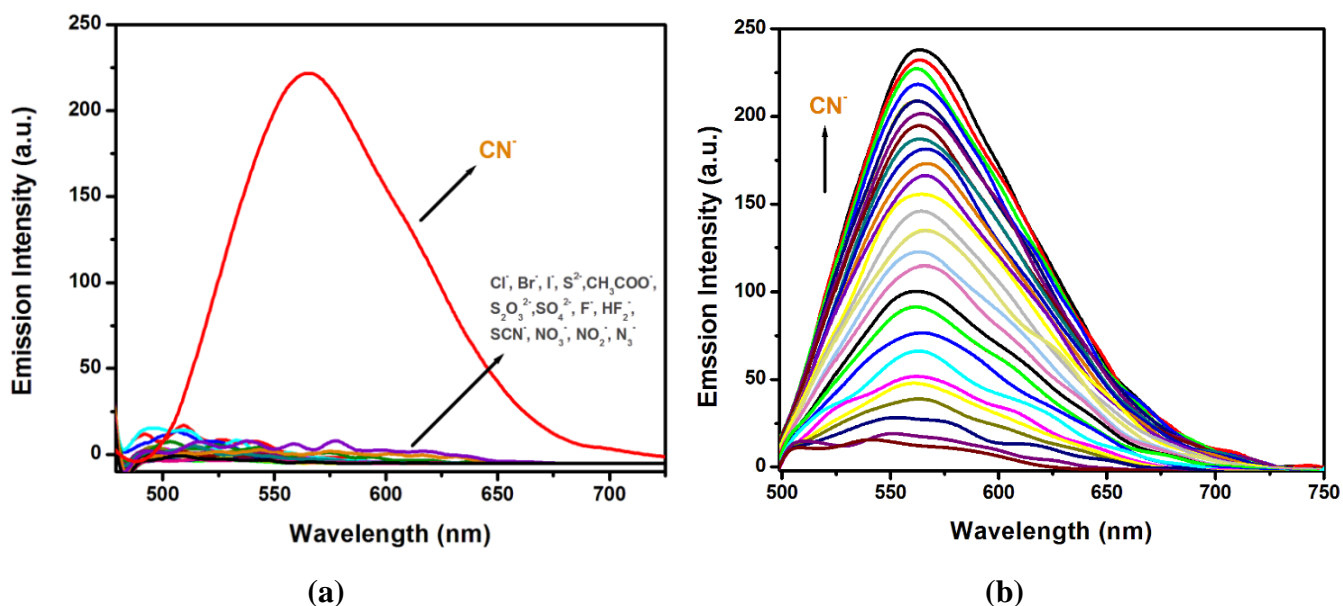 250
200
150
100
50
0
500
550
600
650
700
Wavelength (nm)
Emission Intensity (a.u.)
CN⁻
Cl⁻, Br⁻, I⁻, S²⁻,CH₃COO⁻,
S₂O₃²⁻,SO₄²⁻, F⁻, HF₂⁻,
SCN⁻, NO₃⁻, NO₂⁻, N₃⁻
(a)
250
200
150
100
50
0
500
550
600
650
700
750
Wavelength (nm)
Emssion Intensity (a.u.)
CN⁻
(b)